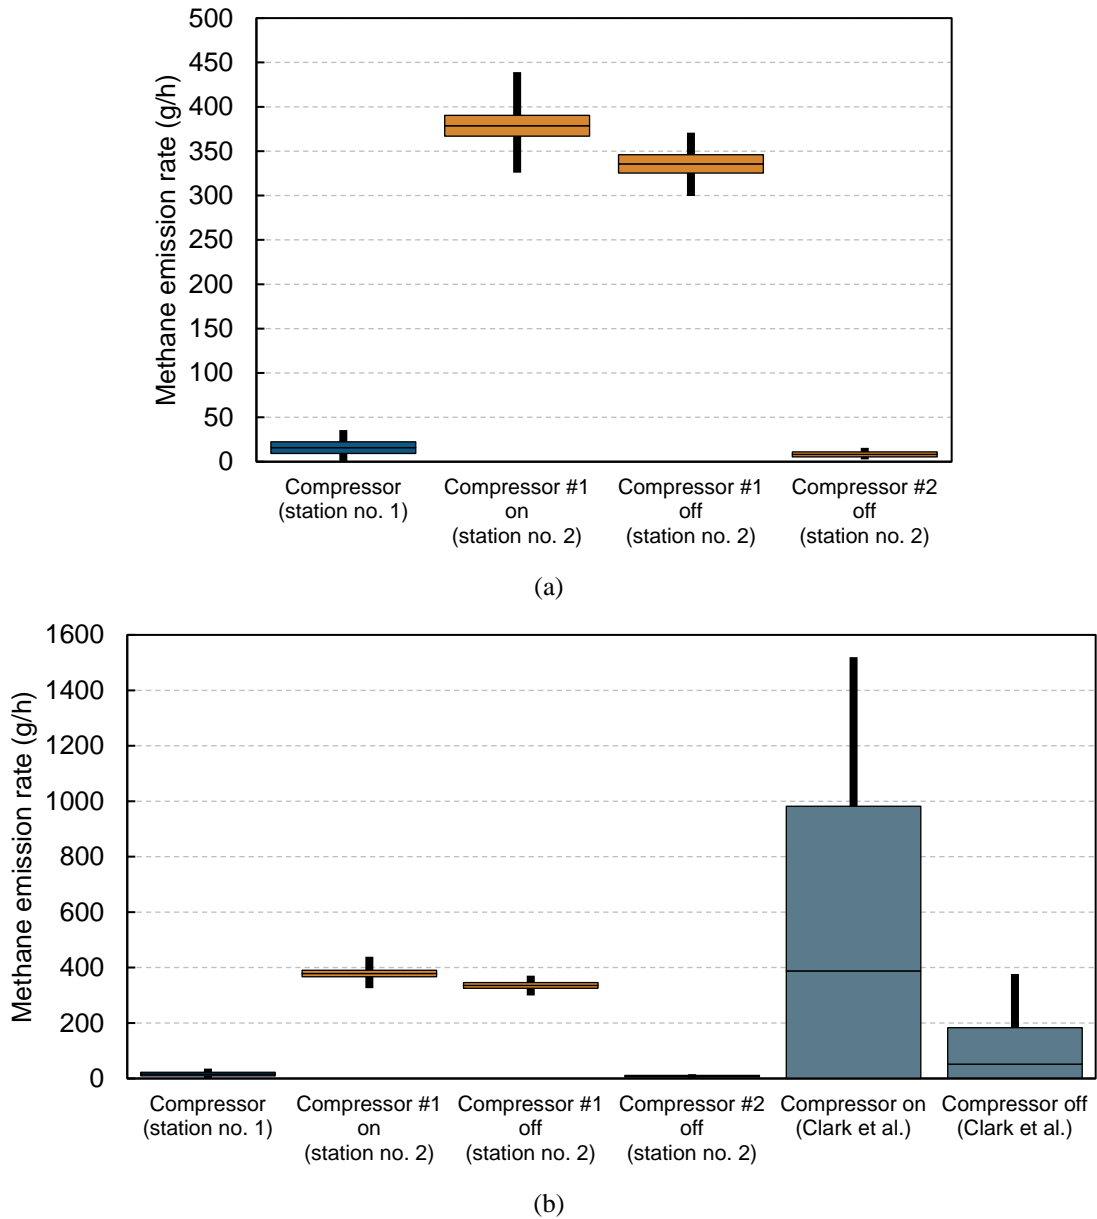 500
450
400
350
300
250
200
150
100
50
0
Methane emission rate (g/h)
Compressor
(station no. 1)
Compressor #1
on
(station no. 2)
Compressor #1
off
(station no. 2)
Compressor #2
off
(station no. 2)
(a)
1600
1400
1200
1000
800
600
400
200
0
Methane emission rate (g/h)
Compressor
(station no. 1)
Compressor #1
on
(station no. 2)
Compressor #1
off
(station no. 2)
Compressor #2
off
(station no. 2)
Compressor on
(Clark et al.)
Compressor off
(Clark et al.)
(b)